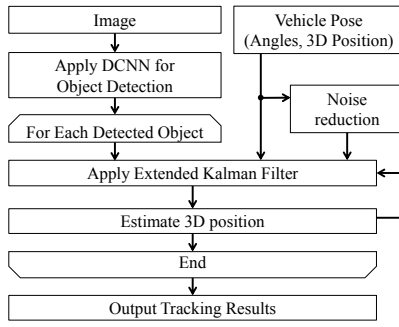 Image
Vehicle Pose
(Angles, 3D Position)
Apply DCNN for
Object Detection
Noise
reduction
For Each Detected Object
Apply Extended Kalman Filter
Estimate 3D position
End
Output Tracking Results